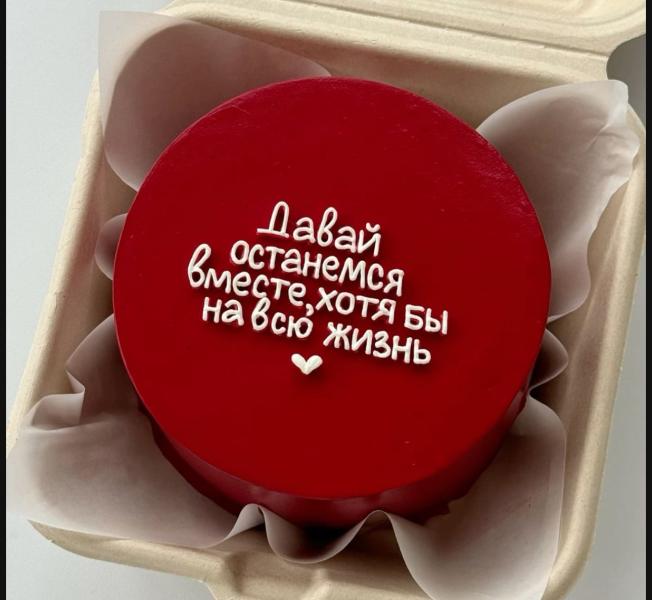 Давай
останемся
вместе, хотя бы
на всю жизнь